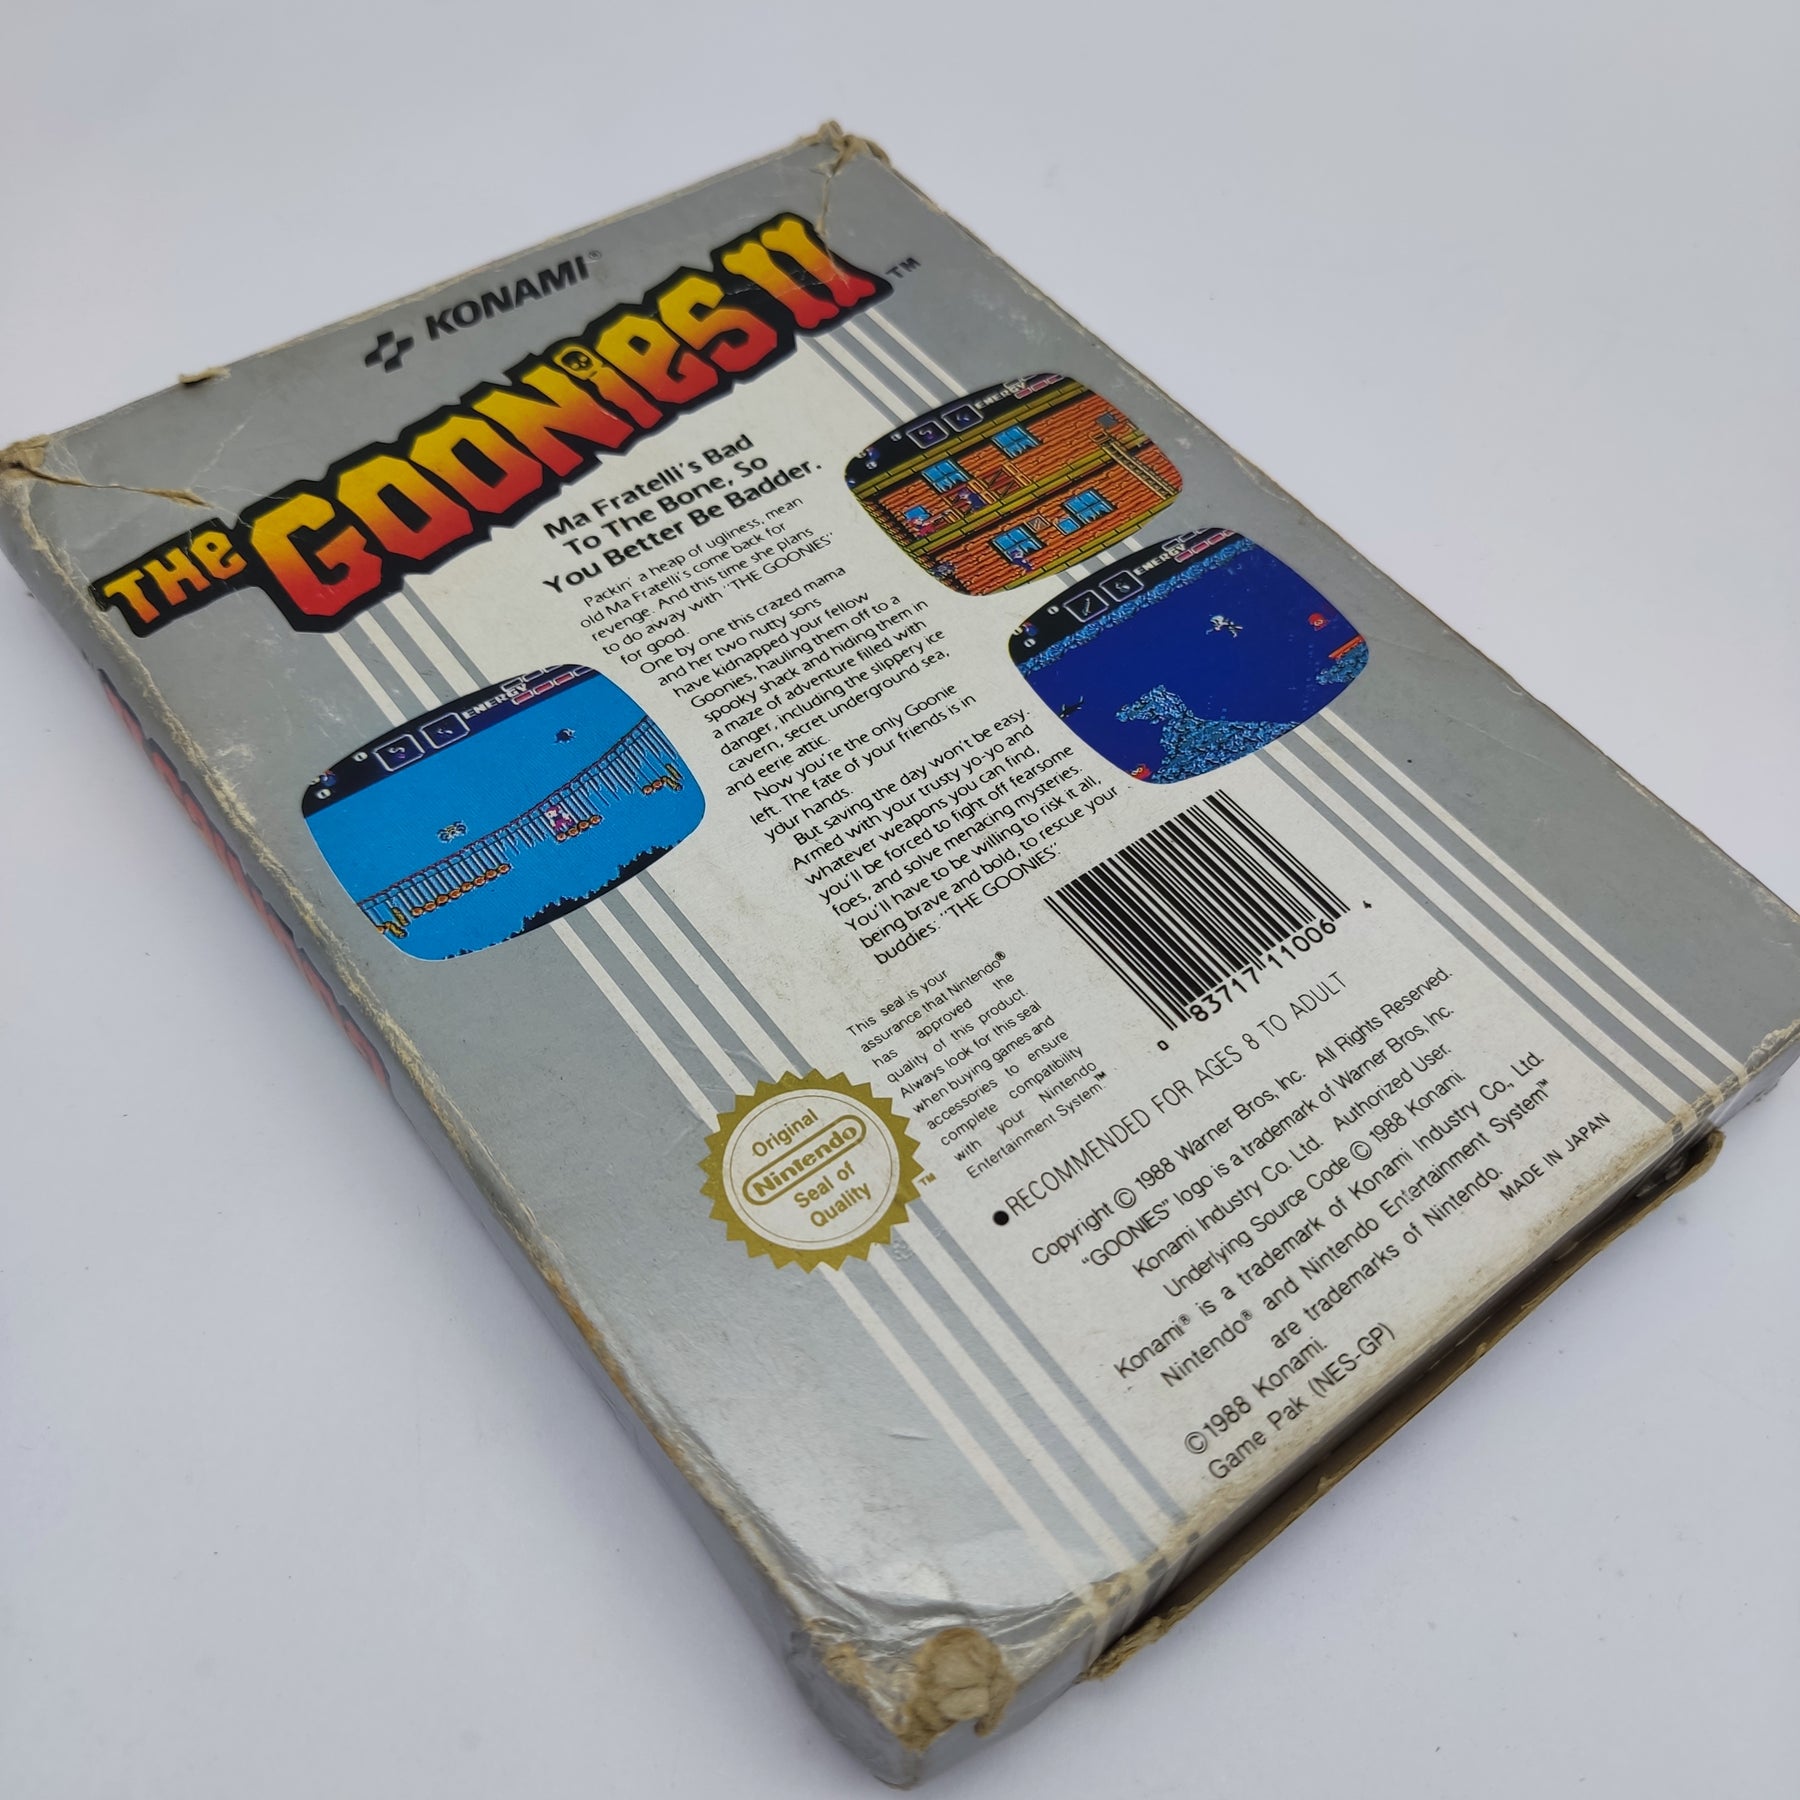 KONAMI®
THE GOONIES II™
Ma Fratelli's Bad
To The Bone, So
You Better Be Badder.
Packin' a heap of ugliness, mean
old Ma Fratelli's come back for
revenge. And this time she plans
to do away with "THE GOONIES"
for good.
One by one this crazed mama
and her two nutty sons
have kidnapped your fellow
Goonies, hauling them off to a
spooky shack and hiding them in
a maze of adventure filled with
danger, including the slippery ice
cavern, secret underground sea,
and eerie attic.
Now you're the only Goonie
left. The fate of your friends is in
your hands.
But saving the day won't be easy.
Armed with your trusty yo-yo and
whatever weapons you can find,
you'll be forced to fight off fearsome
foes, and solve menacing mysteries.
You'll have to be willing to risk it all,
being brave and bold, to rescue your
buddies: "THE GOONIES".
0 ENERGY
0
0 ENERGY
0 ENERGY
0
0 83717 11006 4
This seal is your
assurance that Nintendo®
has approved the
quality of this product.
Always look for this seal
when buying games and
accessories to ensure
complete compatibility
with your Nintendo
Entertainment System.™
Original
Nintendo
Seal of
Quality
™
●RECOMMENDED FOR AGES 8 TO ADULT
Copyright © 1988 Warner Bros, Inc. All Rights Reserved.
"GOONIES" logo is a trademark of Warner Bros, Inc.
Konami Industry Co. Ltd. Authorized User.
Underlying Source Code © 1988 Konami.
Konami® is a trademark of Konami Industry Co., Ltd.
Nintendo® and Nintendo Entertainment System™
are trademarks of Nintendo.
©1988 Konami.
MADE IN JAPAN
Game Pak (NES-GP)